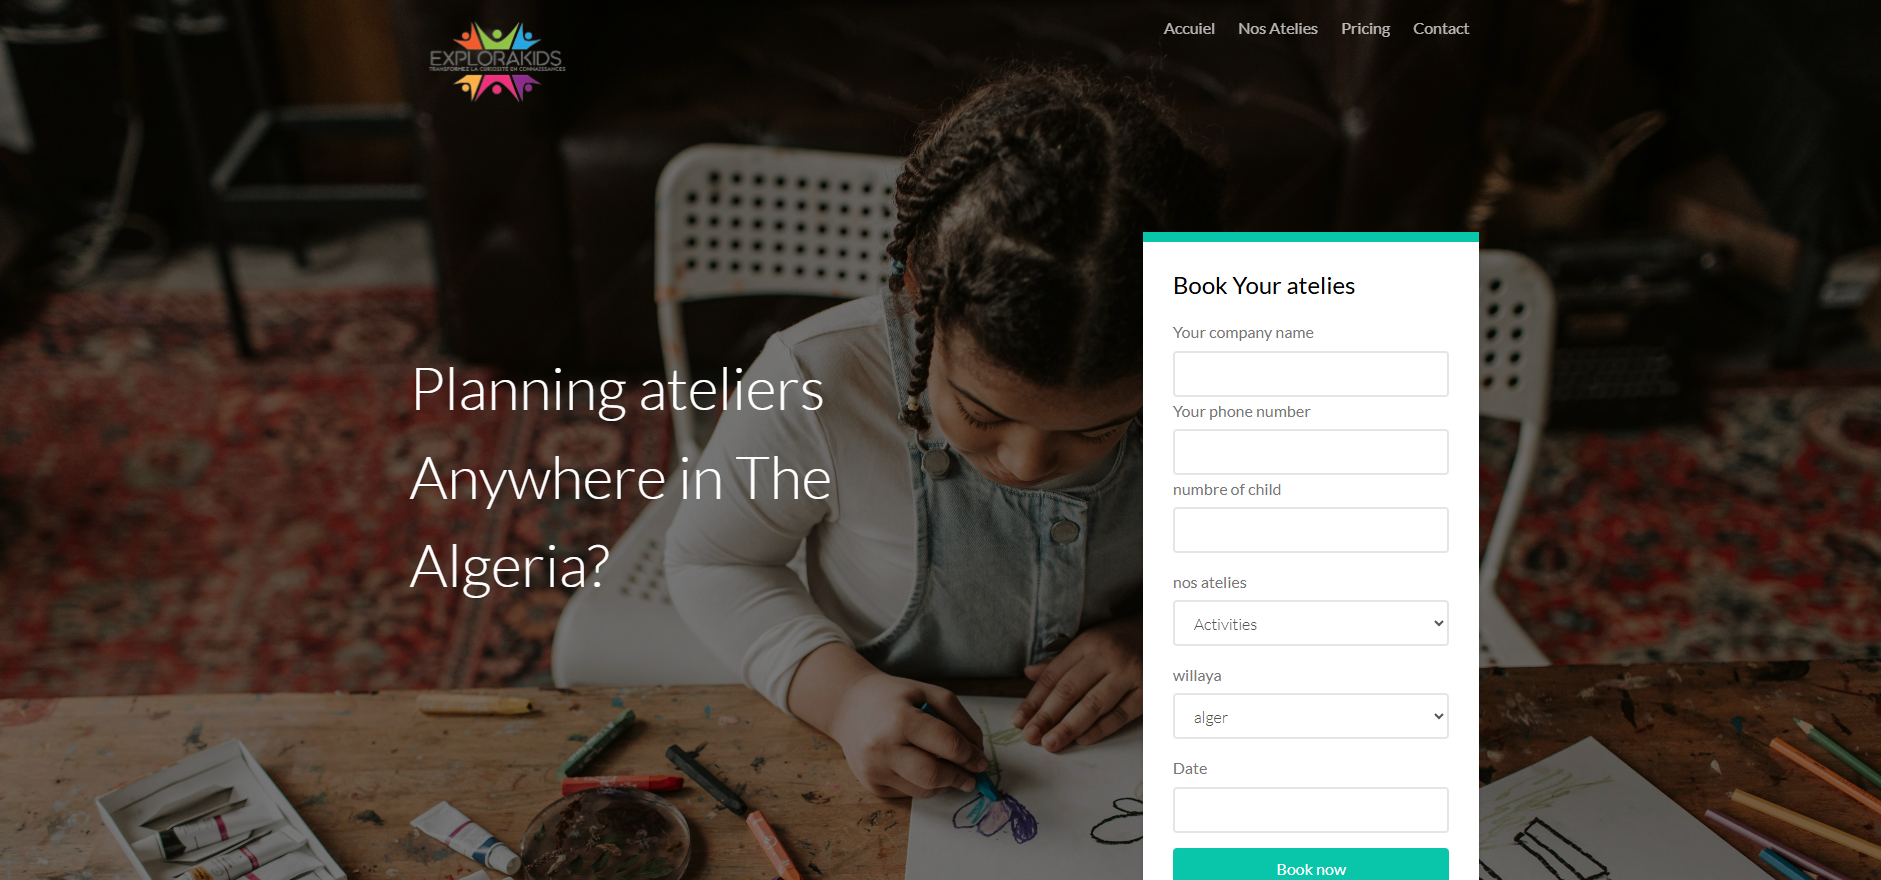 EXPLORAKIDS
TRANSFORMEZ LA CURIOSITÉ EN CONNAISSANCES
Accuiel Nos Atelies Pricing Contact
Planning ateliers
Anywhere in The
Algeria?
Book Your atelies
Your company name
Your phone number
numbre of child
nos atelies
Activities
willaya
alger
Date
Book now